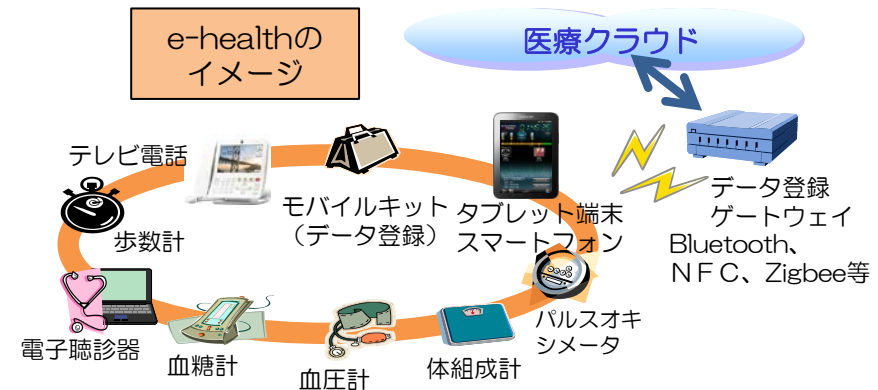 e-healthの
イメージ
医療クラウド
テレビ電話
モバイルキット
（データ登録）
タブレット端末
スマートフォン
データ登録
ゲートウェイ
Bluetooth、
ＮＦＣ、Zigbee等
歩数計
電子聴診器
血糖計
血圧計
体組成計
パルスオキ
シメータ